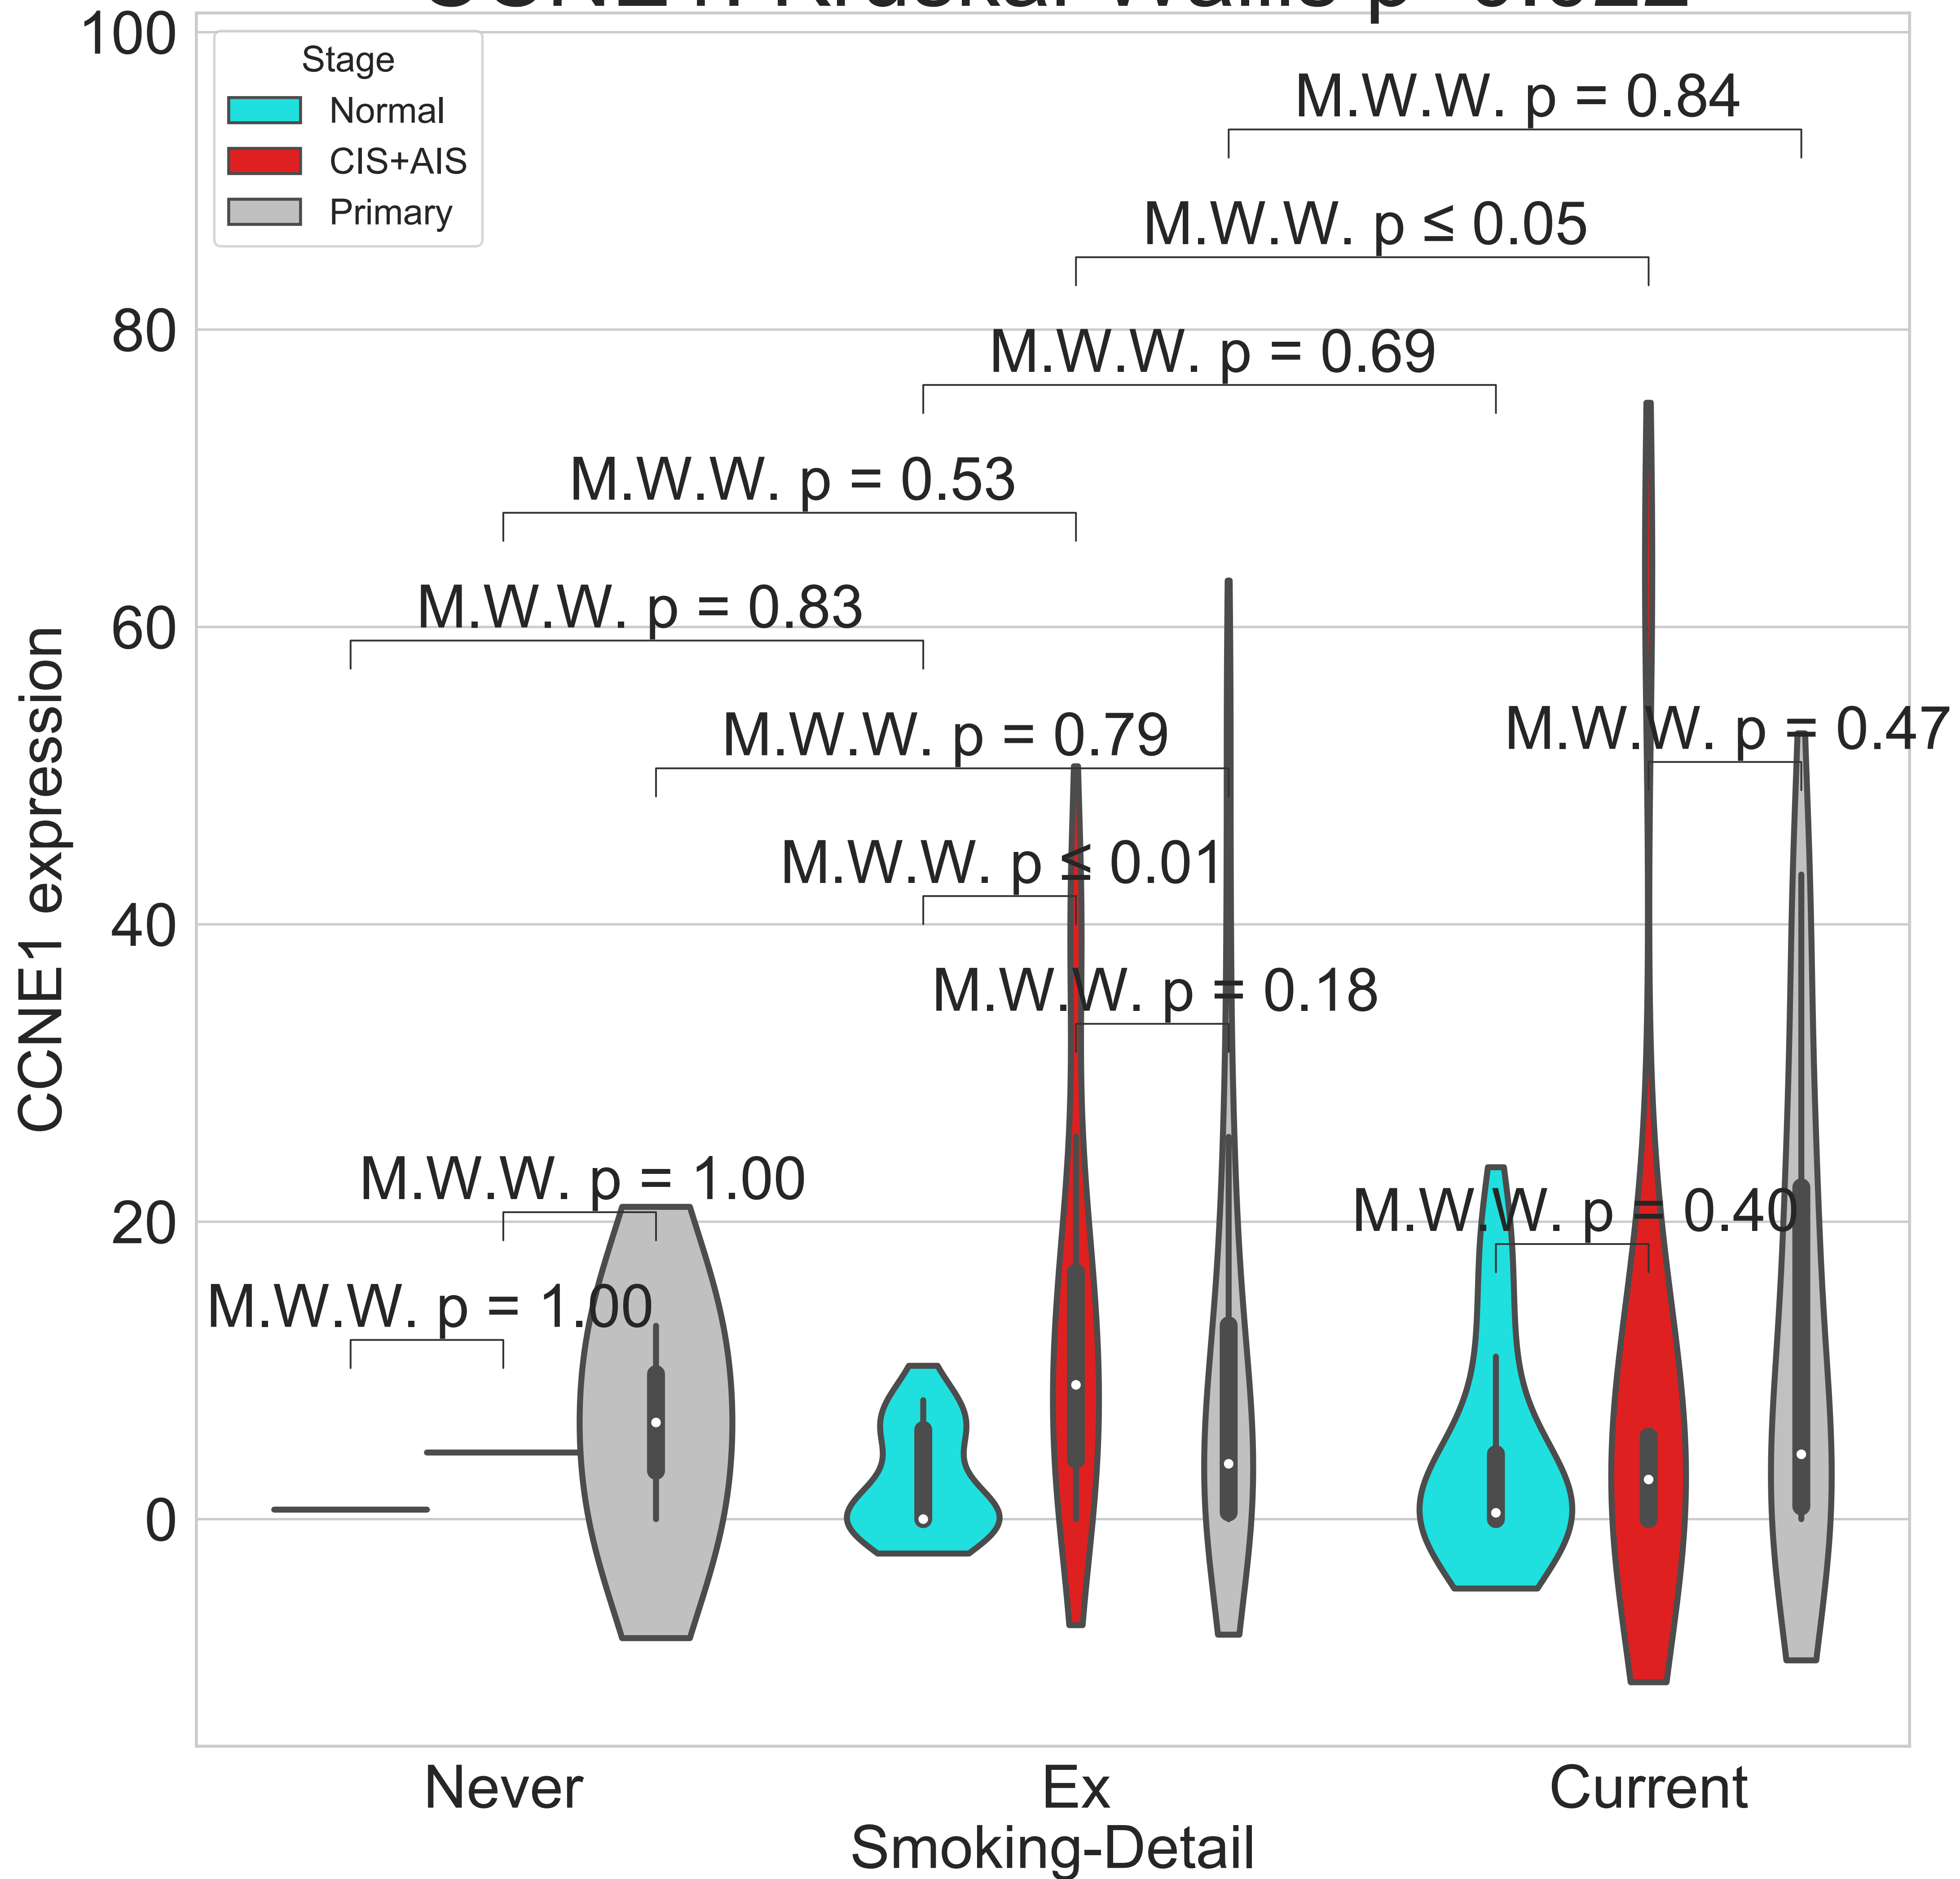 100
Stage
Normal
CIS+AIS
Primary
M.W.W. p = 0.84
M.W.W. p ≤ 0.05
80
M.W.W. p = 0.69
M.W.W. p = 0.53
60
M.W.W. p = 0.83
M.W.W. p = 0.79
M.W.W. p = 0.47
M.W.W. p ≤ 0.01
40
M.W.W. p = 0.18
CCNE1 expression
M.W.W. p = 1.00
20
M.W.W. p = 0.40
M.W.W. p = 1.00
0
Never
Ex
Current
Smoking-Detail